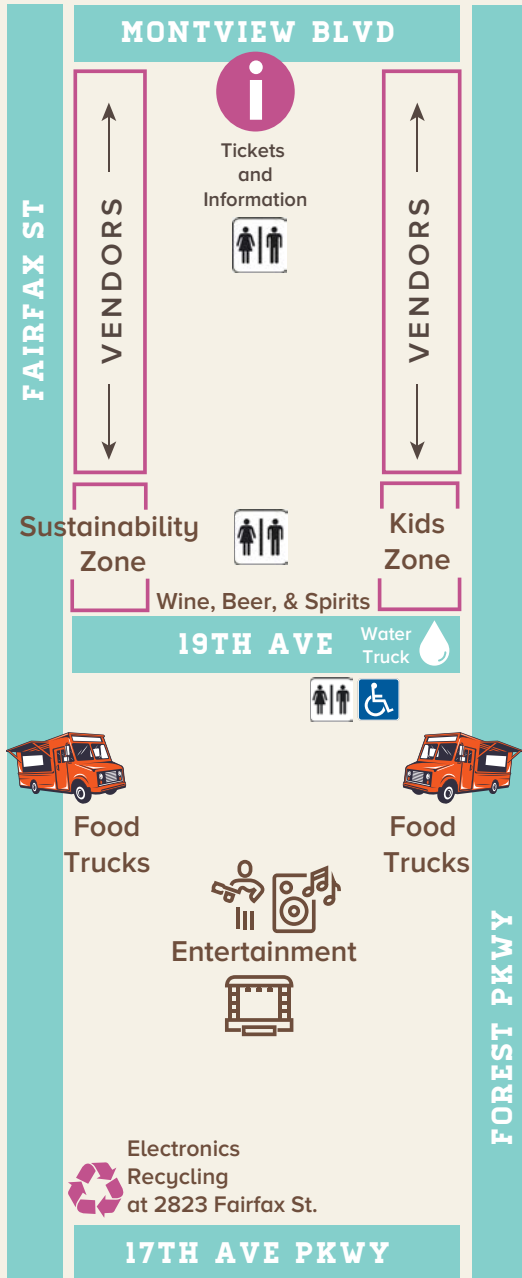 MONTVIEW BLVD
i
Tickets
and
Information
FAIRFAX ST
VENDORS
VENDORS
Sustainability
Zone
Kids
Zone
Wine, Beer, & Spirits
19TH AVE
Water
Truck
Food
Trucks
Food
Trucks
Entertainment
FOREST PKWY
Electronics
Recycling
at 2823 Fairfax St.
17TH AVE PKWY